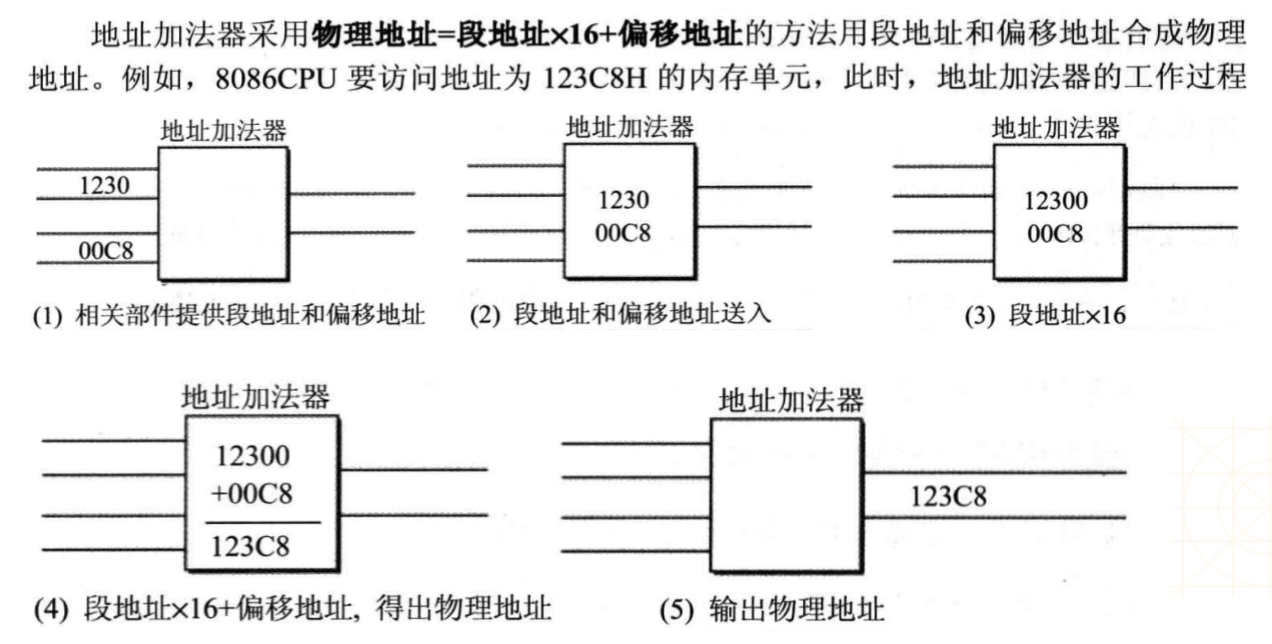 地址加法器采用物理地址=段地址×16+偏移地址的方法用段地址和偏移地址合成物理
地址。例如，8086CPU 要访问地址为 123C8H 的内存单元，此时，地址加法器的工作过程
地址加法器
1230
00C8
(1) 相关部件提供段地址和偏移地址
地址加法器
1230
00C8
(2) 段地址和偏移地址送入
地址加法器
12300
00C8
(3) 段地址×16
地址加法器
12300
+00C8
123C8
(4) 段地址×16+偏移地址, 得出物理地址
地址加法器
123C8
(5) 输出物理地址